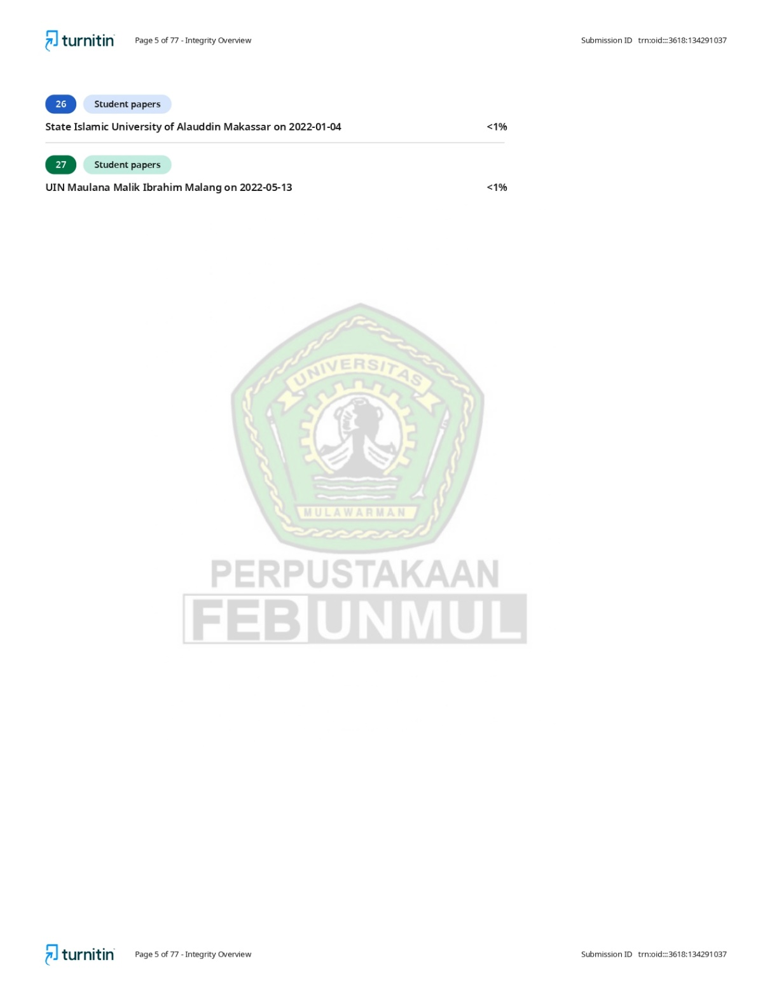 turnitin Page 5 of 77 - Integrity Overview Submission ID trn:oid:::3618:134291037
26 Student papers
State Islamic University of Alauddin Makassar on 2022-01-04 <1%
27 Student papers
UIN Maulana Malik Ibrahim Malang on 2022-05-13 <1%
UNIVERSITAS
MULAWARMAN
PERPUSTAKAAN
FEB UNMUL
turnitin Page 5 of 77 - Integrity Overview Submission ID trn:oid:::3618:134291037